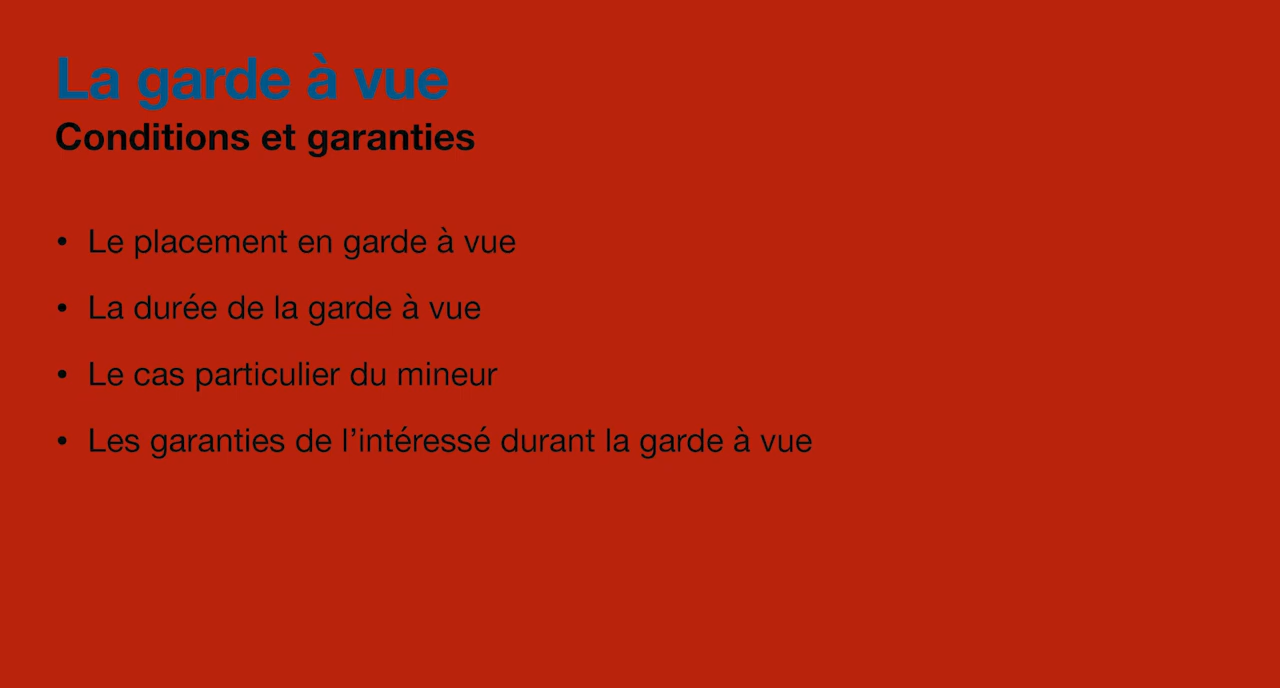 La garde à vue
Conditions et garanties
• Le placement en garde à vue
• La durée de la garde à vue
• Le cas particulier du mineur
• Les garanties de l’intéressé durant la garde à vue